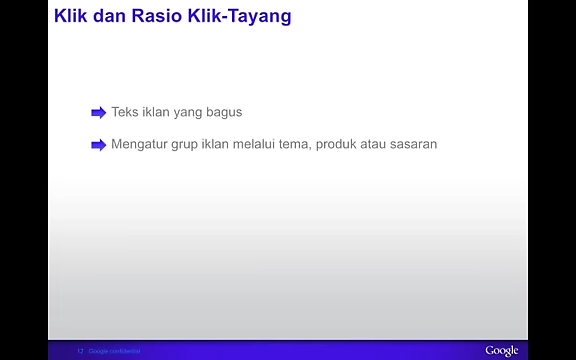 Klik dan Rasio Klik-Tayang
Teks iklan yang bagus
Mengatur grup iklan melalui tema, produk atau sasaran
12 Google confidential
Google